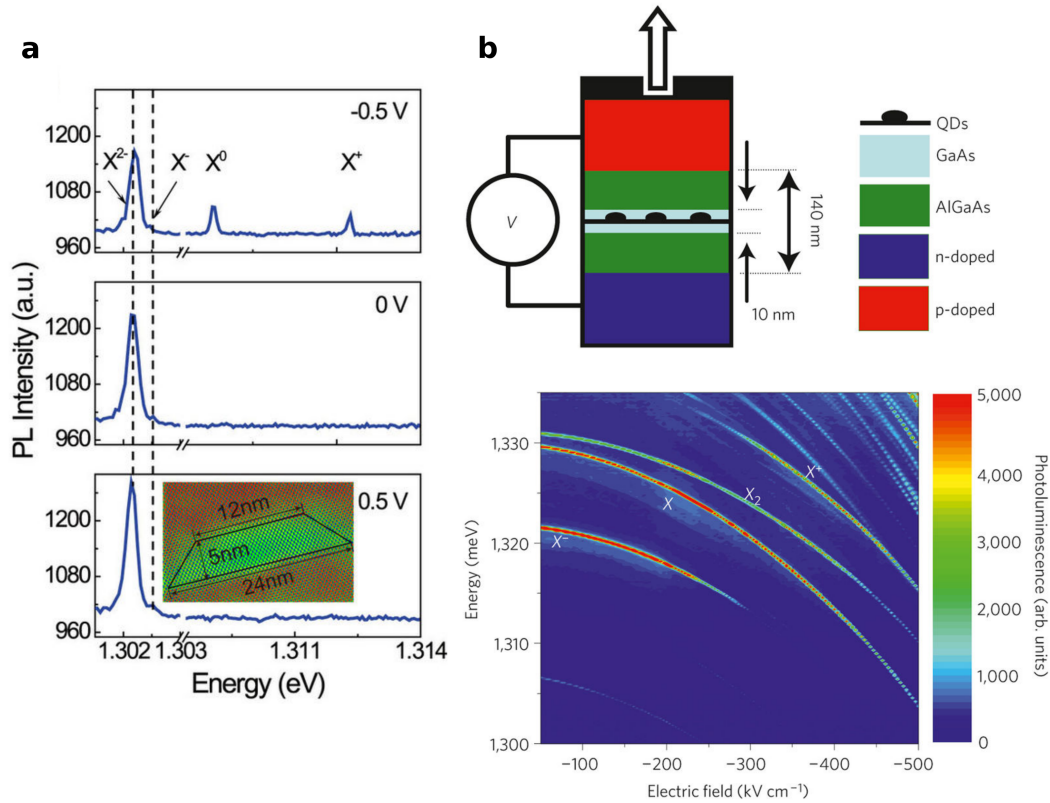 a
PL Intensity (a.u.)
1200
1080
960
-0.5 V
X²⁻
X⁻
X⁰
X⁺
1200
1080
960
0 V
1200
1080
960
0.5 V
12nm
5nm
24nm
1.302
1.303
1.311
1.314
Energy (eV)
b
V
140 nm
10 nm
QDs
GaAs
AlGaAs
n-doped
p-doped
Energy (meV)
1,330
1,320
1,310
1,300
X⁻
X
X₂
X⁺
−100
−200
−300
−400
−500
Electric field (kV cm⁻¹)
5,000
4,000
3,000
2,000
1,000
0
Photoluminescence (arb. units)